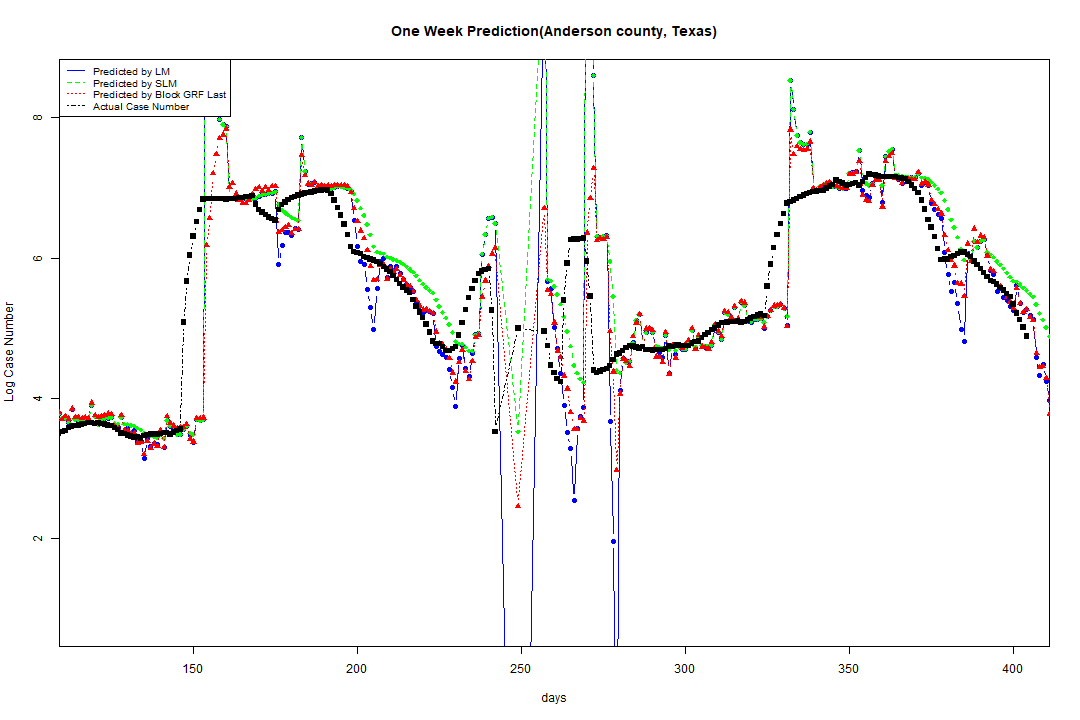 One Week Prediction(Anderson county, Texas)
Predicted by LM
Predicted by SLM
Predicted by Block GRF Last
Actual Case Number
8
6
4
2
Log Case Number
150 200 250 300 350 400
days